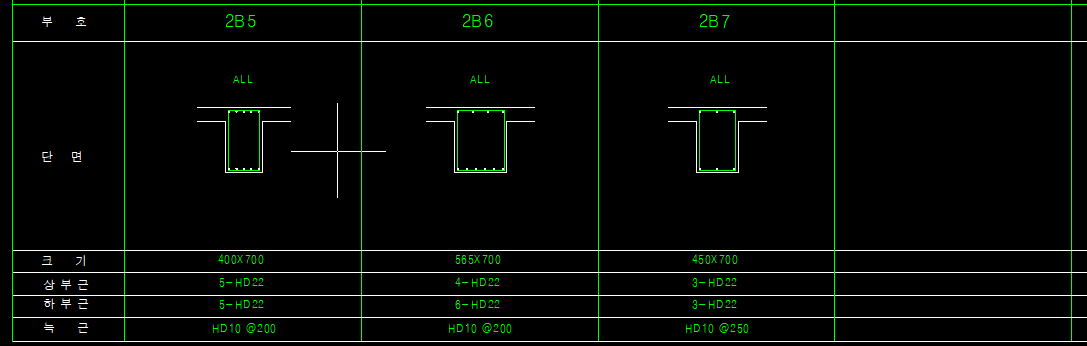 부 호 2B5 2B6 2B7
ALL ALL ALL
단 면
크 기 400X700 565X700 450X700
상부근 5-HD22 4-HD22 3-HD22
하부근 5-HD22 6-HD22 3-HD22
늑 근 HD10 @200 HD10 @200 HD10 @250